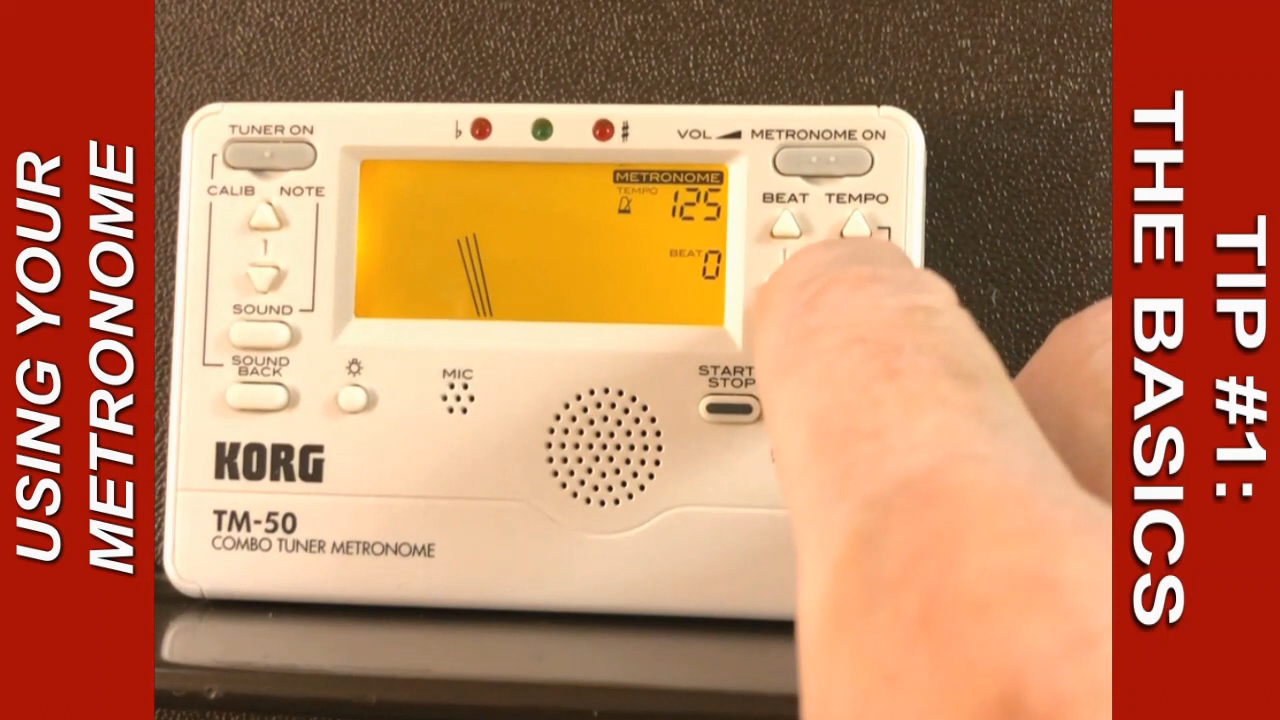 USING YOUR
METRONOME
TUNER ON
♭
♯
VOL
METRONOME ON
CALIB
NOTE
METRONOME
TEMPO
125
BEAT
TEMPO
BEAT
0
SOUND
SOUND
BACK
MIC
START
STOP
KORG
TM-50
COMBO TUNER METRONOME
TIP #1:
THE BASICS